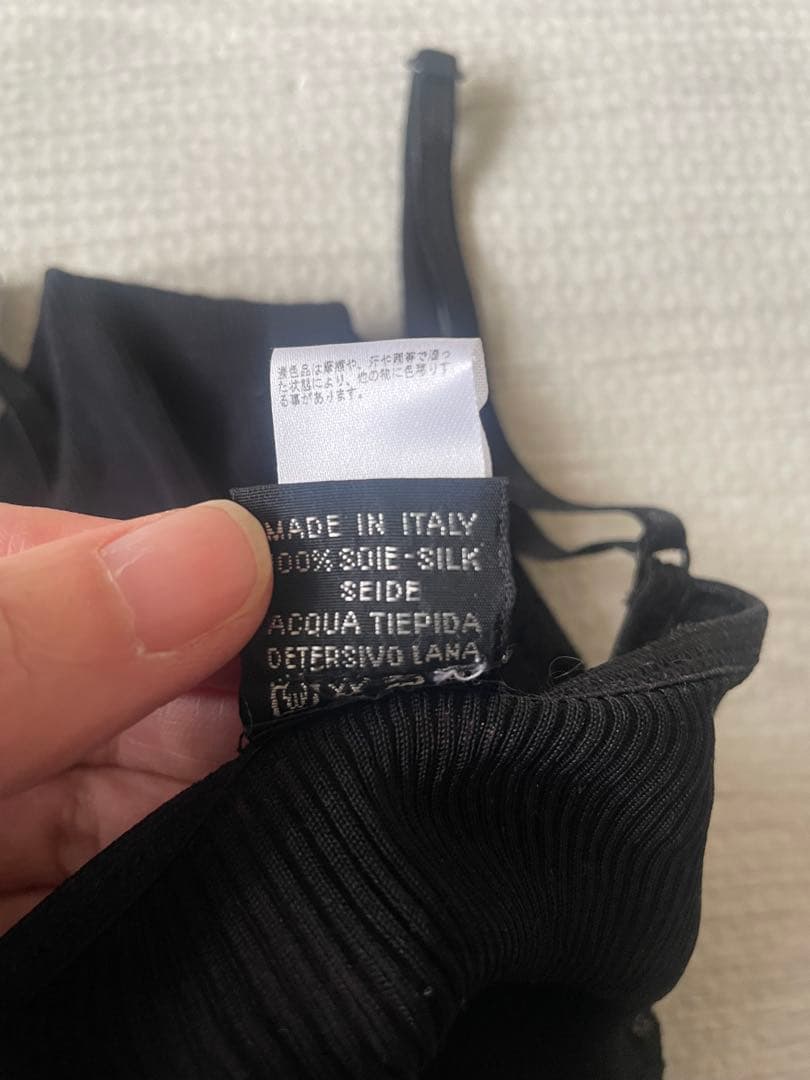 濃色品は摩擦や、汗や雨等で湿っ
た状態により、他の物に色移りす
る事があります。
MADE IN ITALY
100% SOIE-SILK
SEIDE
ACQUA TIEPIDA
DETERSIVO LANA